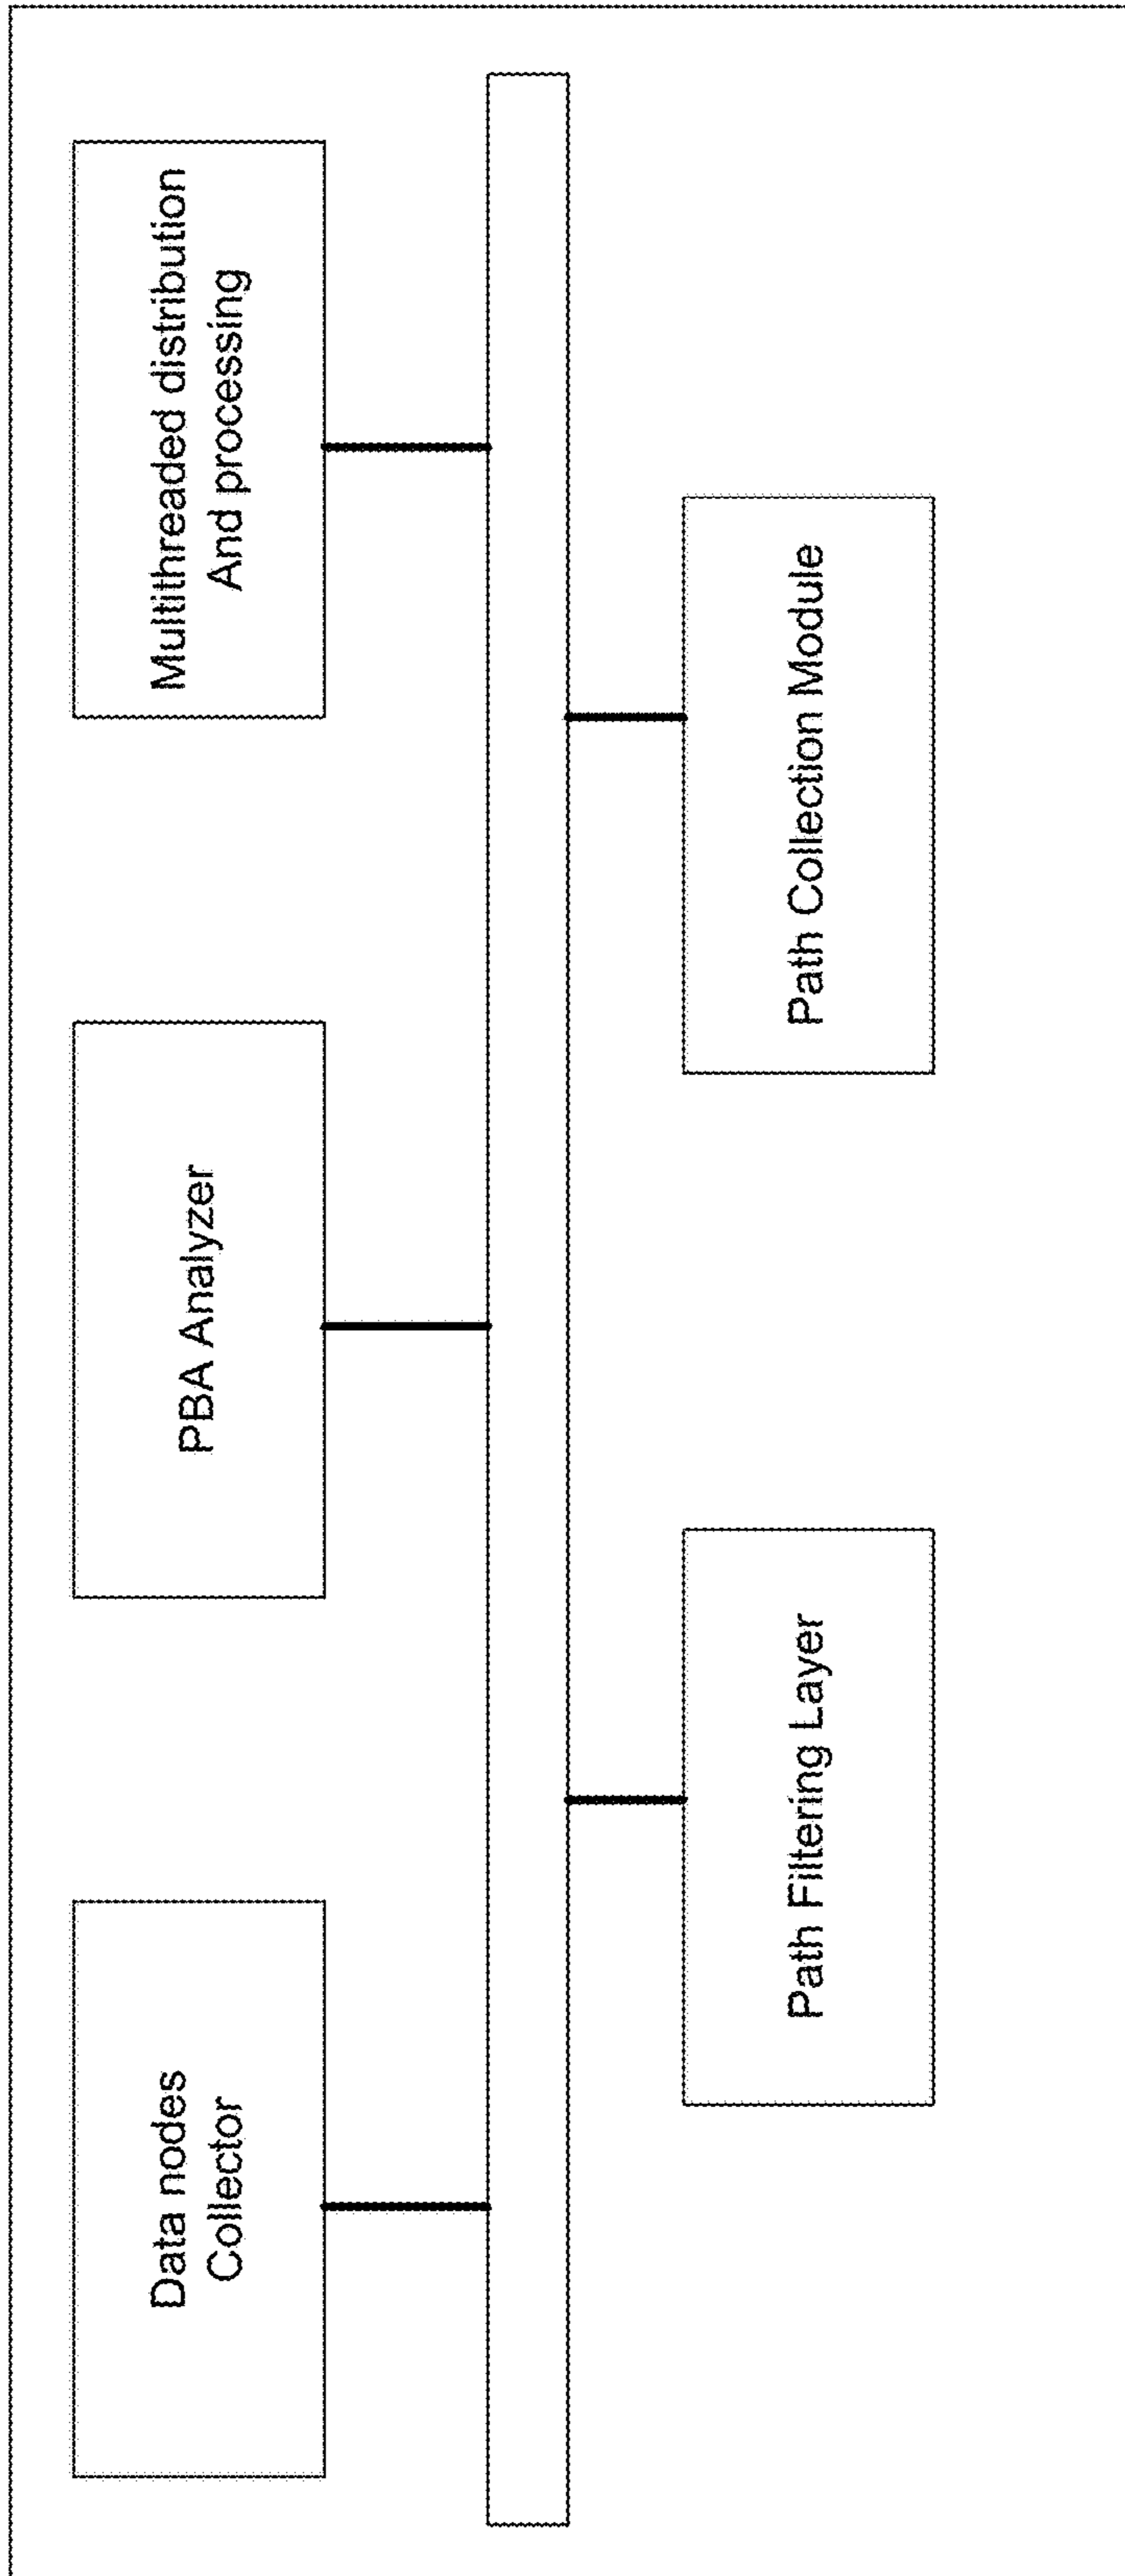 Data nodes
Collector
PBA Analyzer
Multithreaded distribution
And processing
Path Filtering Layer
Path Collection Module